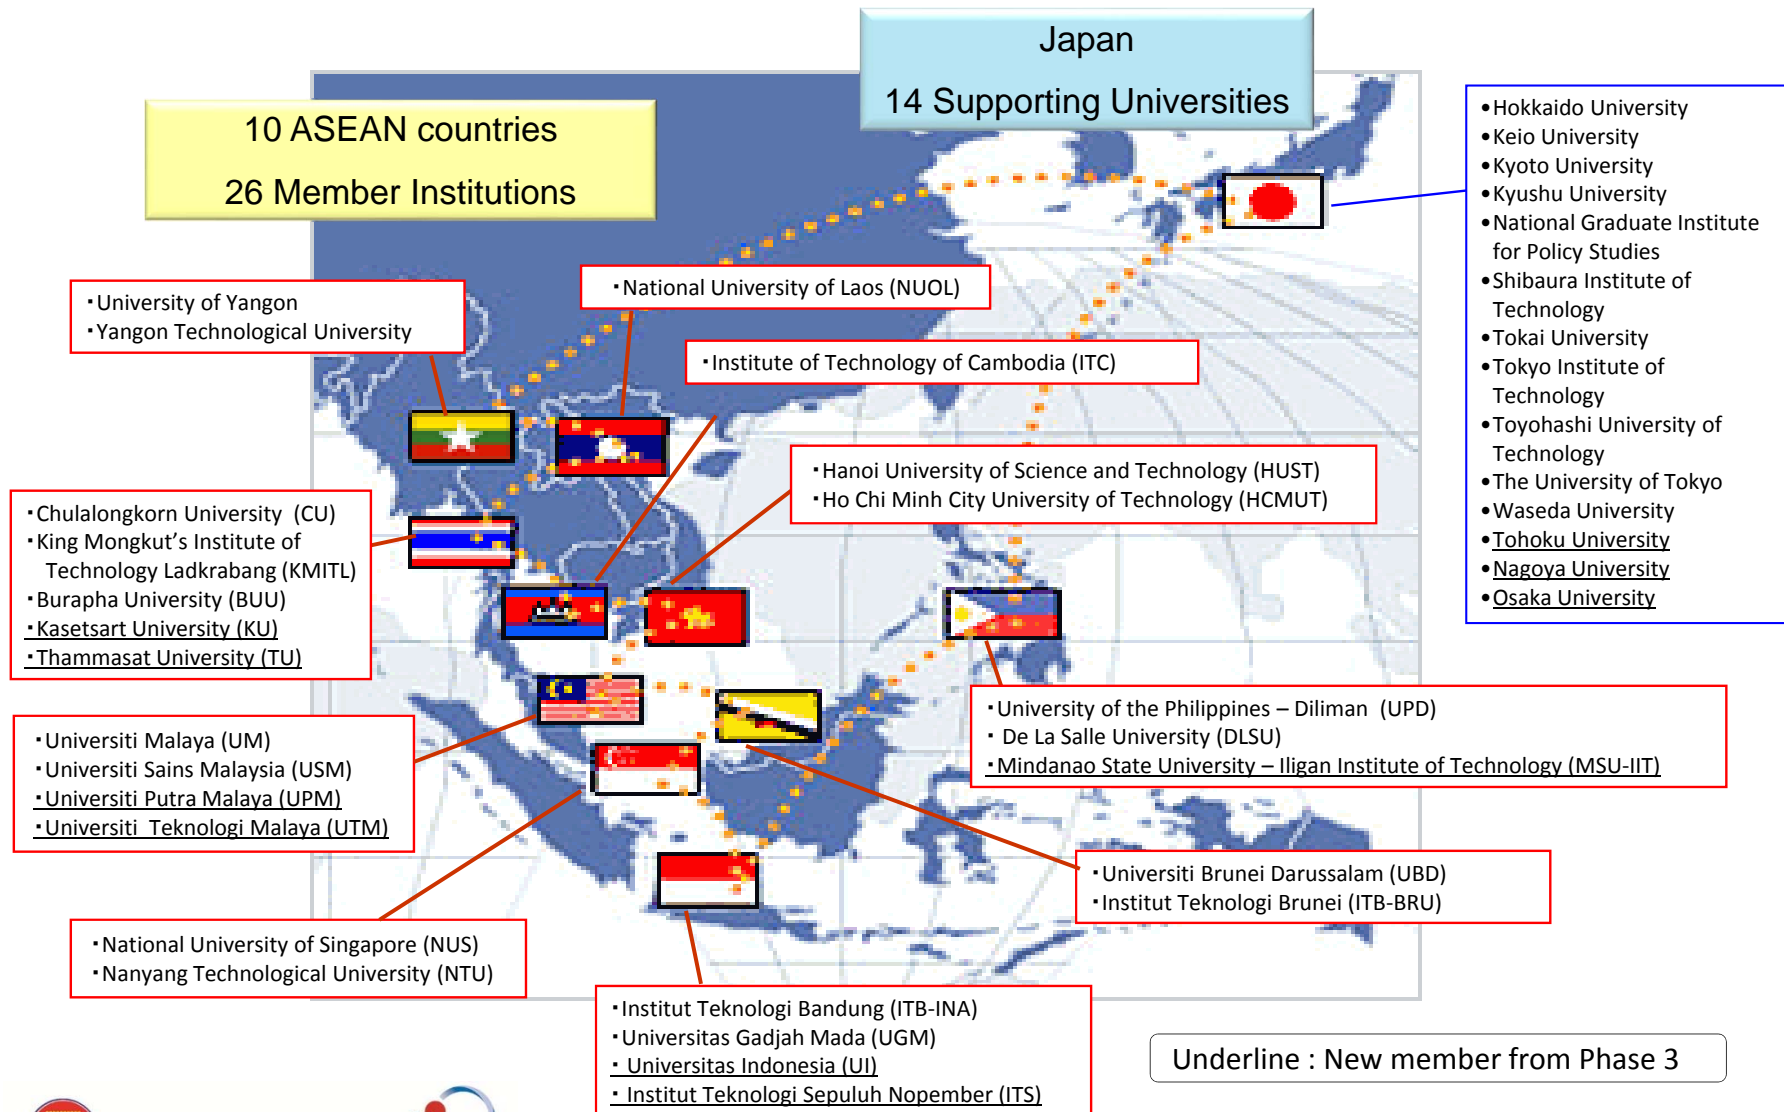 Japan
14 Supporting Universities
10 ASEAN countries
26 Member Institutions
•Hokkaido University
•Keio University
•Kyoto University
•Kyushu University
•National Graduate Institute
for Policy Studies
•Shibaura Institute of
Technology
•Tokai University
•Tokyo Institute of
Technology
•Toyohashi University of
Technology
•The University of Tokyo
•Waseda University
•Tohoku University
•Nagoya University
•Osaka University
・University of Yangon
・Yangon Technological University
・National University of Laos (NUOL)
・Institute of Technology of Cambodia (ITC)
・Hanoi University of Science and Technology (HUST)
・Ho Chi Minh City University of Technology (HCMUT)
・Chulalongkorn University (CU)
・King Mongkut’s Institute of
Technology Ladkrabang (KMITL)
・Burapha University (BUU)
・Kasetsart University (KU)
・Thammasat University (TU)
・Universiti Malaya (UM)
・Universiti Sains Malaysia (USM)
・Universiti Putra Malaya (UPM)
・Universiti Teknologi Malaya (UTM)
・University of the Philippines – Diliman (UPD)
・ De La Salle University (DLSU)
・Mindanao State University – Iligan Institute of Technology (MSU-IIT)
・Universiti Brunei Darussalam (UBD)
・Institut Teknologi Brunei (ITB-BRU)
・National University of Singapore (NUS)
・Nanyang Technological University (NTU)
・Institut Teknologi Bandung (ITB-INA)
・Universitas Gadjah Mada (UGM)
・ Universitas Indonesia (UI)
・ Institut Teknologi Sepuluh Nopember (ITS)
Underline : New member from Phase 3